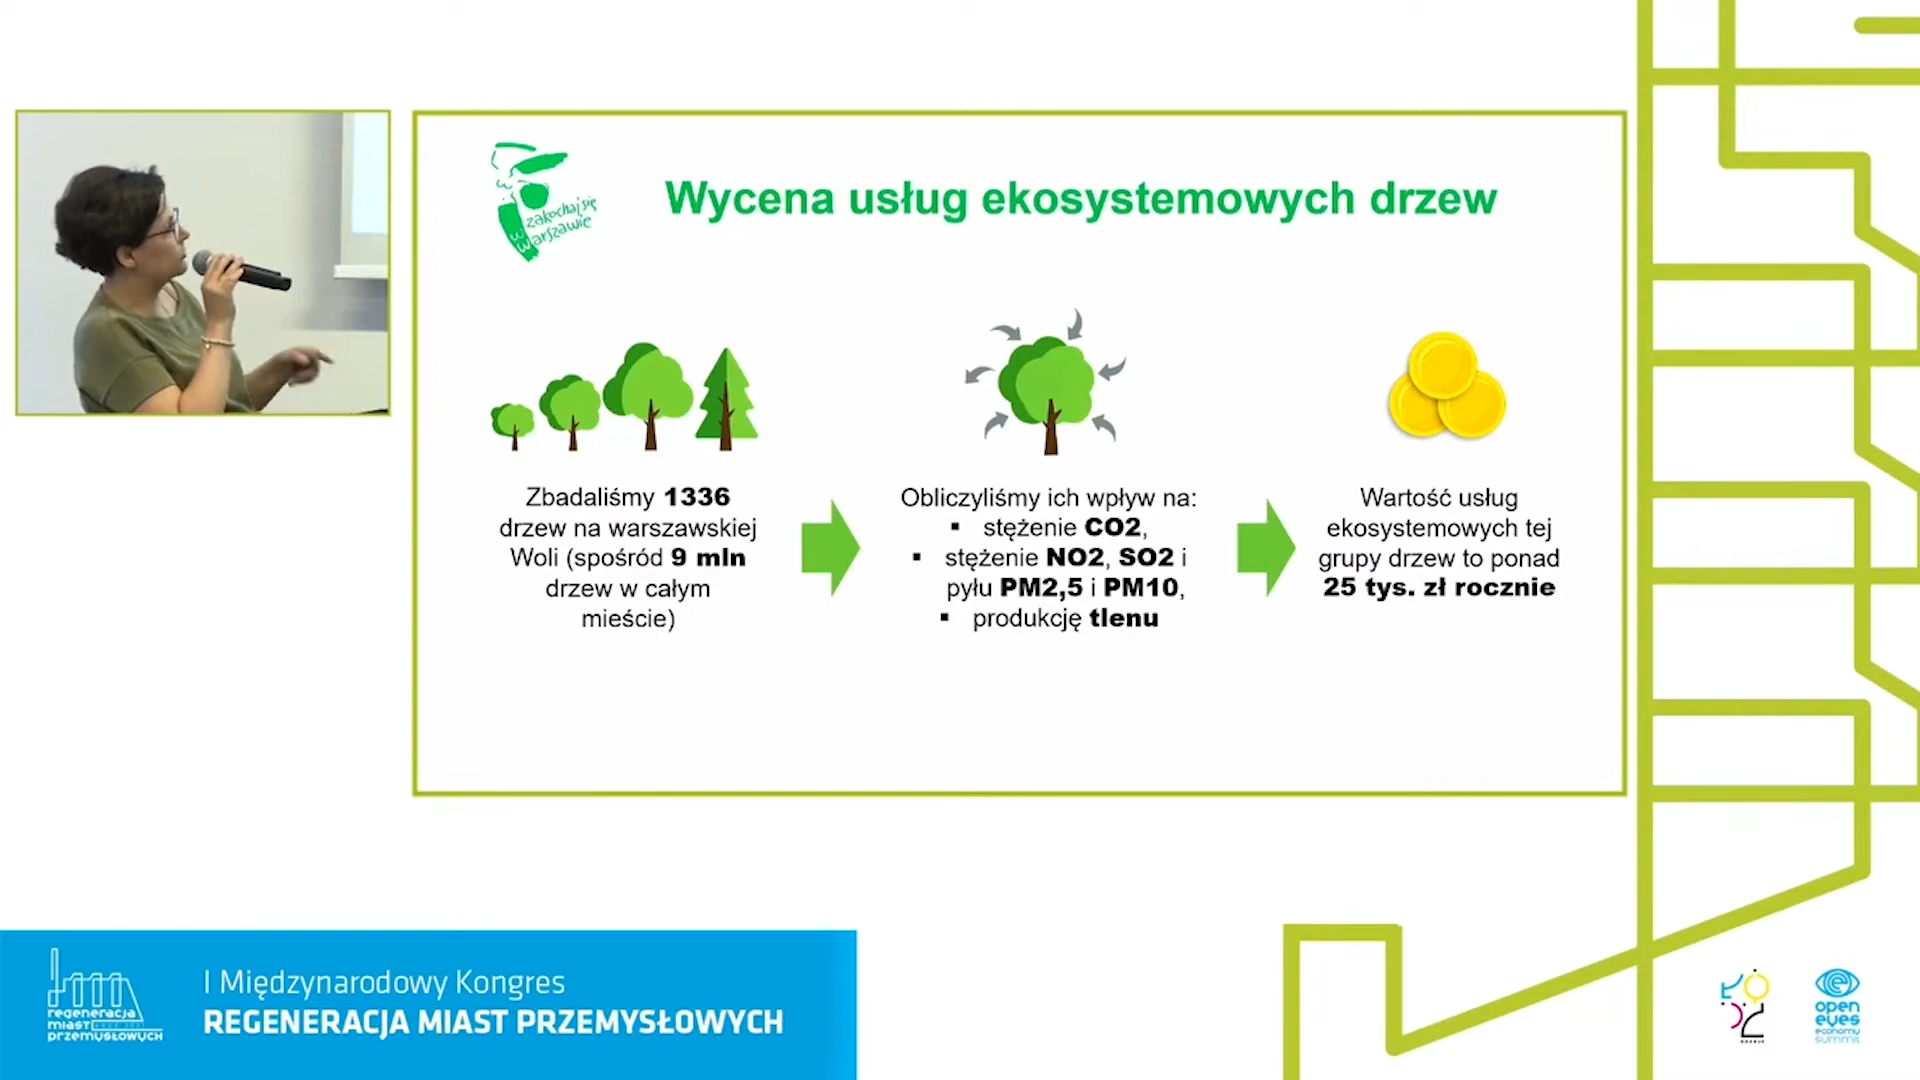 zakochaj się
w
warszawie
Wycena usług ekosystemowych drzew
Zbadaliśmy 1336
drzew na warszawskiej
Woli (spośród 9 mln
drzew w całym
mieście)
Obliczyliśmy ich wpływ na:
▪ stężenie CO2,
▪ stężenie NO2, SO2 i
pyłu PM2,5 i PM10,
▪ produkcję tlenu
Wartość usług
ekosystemowych tej
grupy drzew to ponad
25 tys. zł rocznie
regeneracja
miast
przemysłowych
I Międzynarodowy Kongres
REGENERACJA MIAST PRZEMYSŁOWYCH
open
eyes
economy
summit